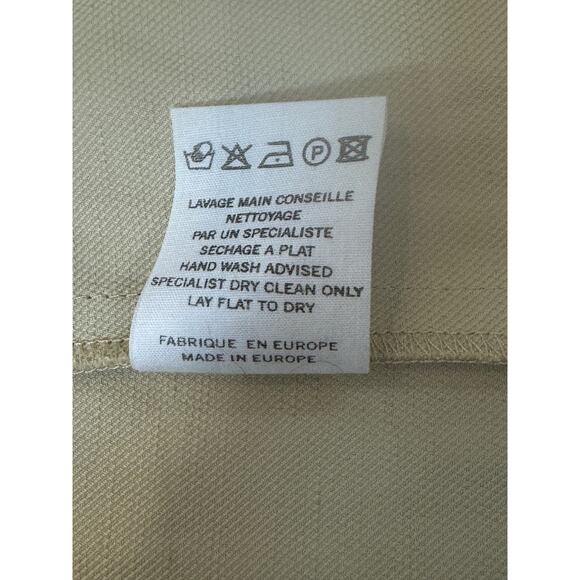 P
LAVAGE MAIN CONSEILLE
NETTOYAGE
PAR UN SPECIALISTE
SECHAGE A PLAT
HAND WASH ADVISED
SPECIALIST DRY CLEAN ONLY
LAY FLAT TO DRY
FABRIQUE EN EUROPE
MADE IN EUROPE